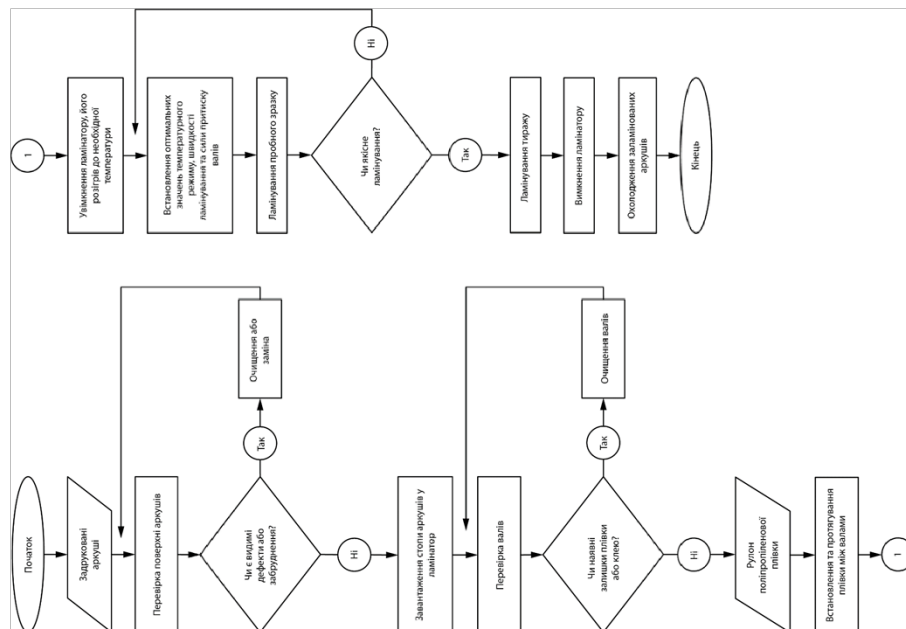 Початок
Задруковані
аркуші
Перевірка поверхні аркушів
Чи є видимі
дефекти або
забруднення?
Так
Очищення або
заміна
Ні
Завантаження стопи аркушів у
ламінатор
Перевірка валів
Чи наявні
залишки плівки
або клею?
Так
Очищення валів
Ні
Рулон
поліпропіленової
плівки
Встановлення та протягування
плівки між валами
1
1
Увімкнення ламінатору, його
розігрів до необхідної
температури
Встановлення оптимальних
значень температурного
режиму, швидкості
ламінування та сили притиску
валів
Ламінування пробного зразку
Чи якісне
ламінування?
Ні
Так
Ламінування тиражу
Вимкнення ламінатору
Охолодження заламінованих
аркушів
Кінець